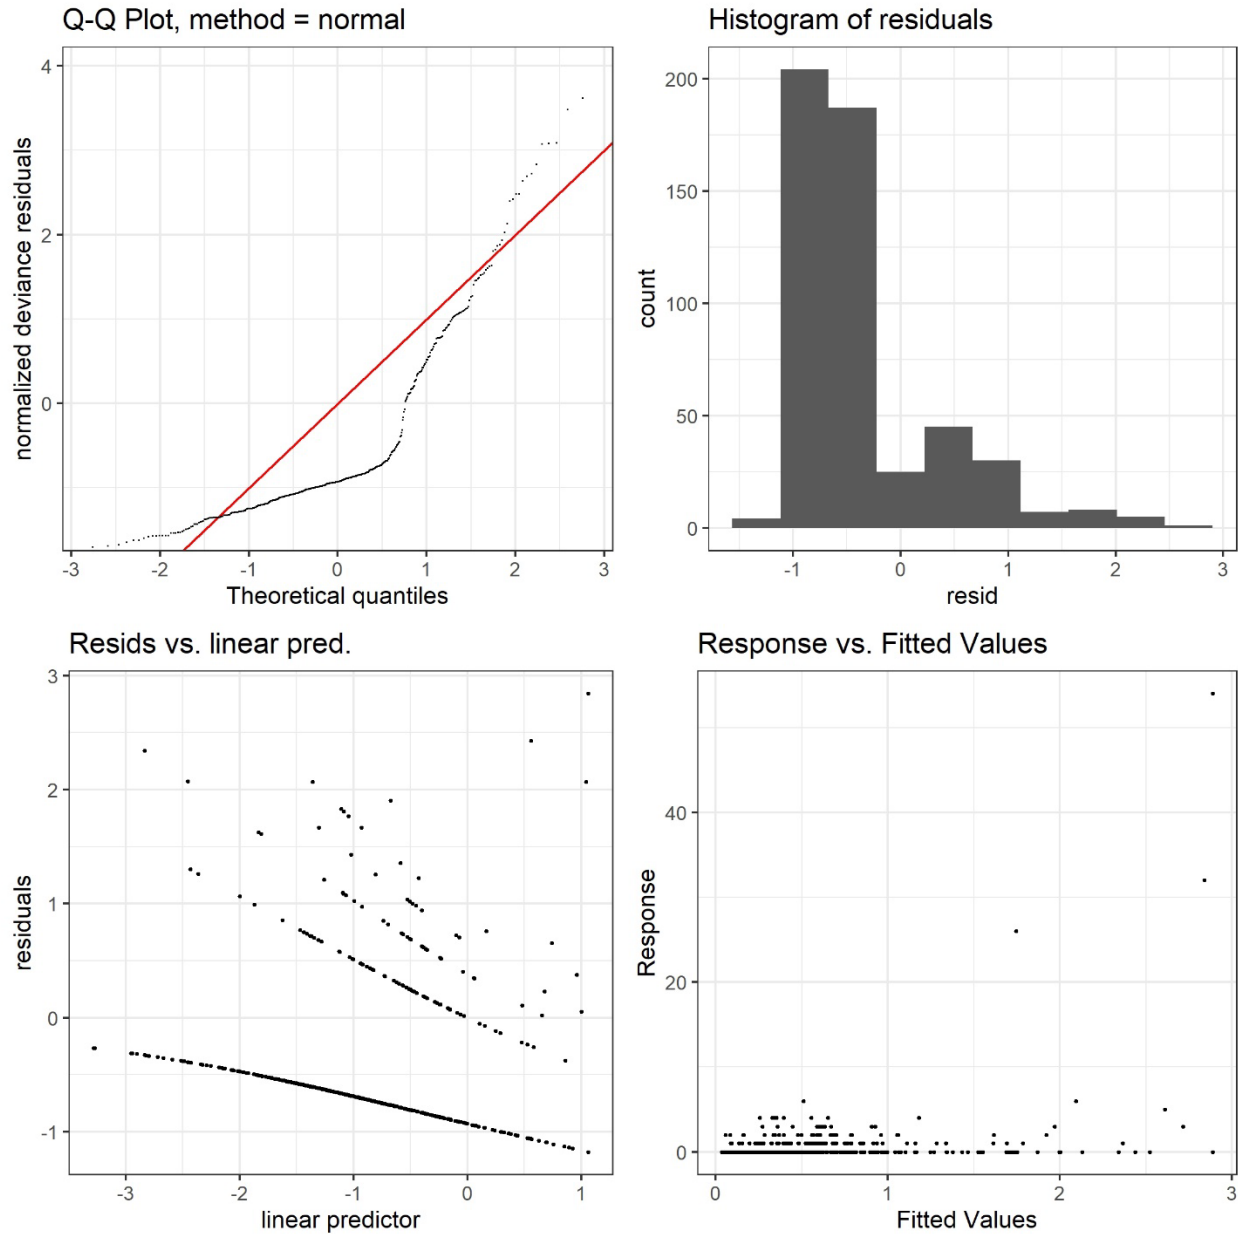 Q-Q Plot, method = normal
4
2
0
normalized deviance residuals
-3 -2 -1 0 1 2 3
Theoretical quantiles
Histogram of residuals
200
150
100
50
0
count
-1 0 1 2 3
resid
Resids vs. linear pred.
3
2
1
0
-1
residuals
-3 -2 -1 0 1
linear predictor
Response vs. Fitted Values
40
20
0
Response
0 1 2 3
Fitted Values